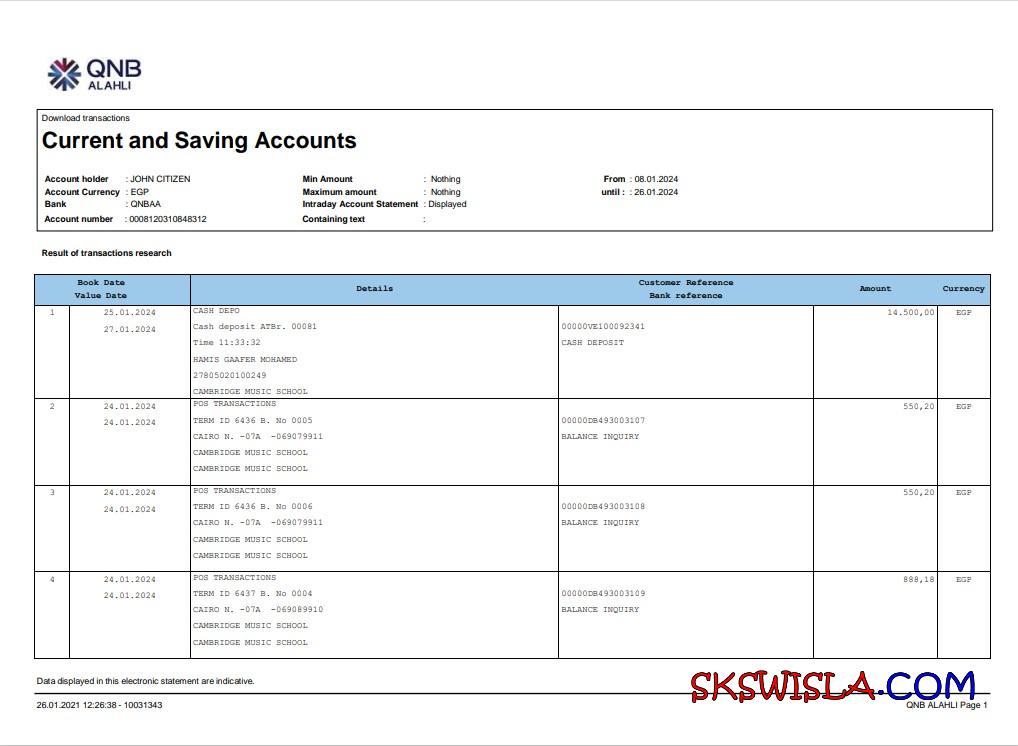 QNB
ALAHLI
Download transactions
Current and Saving Accounts
Account holder : JOHN CITIZEN Min Amount : Nothing From : 08.01.2024
Account Currency : EGP Maximum amount : Nothing until : : 26.01.2024
Bank : QNBAA Intraday Account Statement : Displayed
Account number : 0008120310848312 Containing text :
Result of transactions research
Book Date
Value Date
Details
Customer Reference
Bank reference
Amount
Currency
1 25.01.2024 CASH DEPO 14.500,00 EGP
27.01.2024 Cash deposit ATBr. 00081 00000VE100092341
Time 11:33:32 CASH DEPOSIT
HAMIS GAAFER MOHAMED
27805020100249
CAMBRIDGE MUSIC SCHOOL
2 24.01.2024 POS TRANSACTIONS 550,20 EGP
24.01.2024 TERM ID 6436 B. No 0005 00000DB493003107
CAIRO N. -07A -069079911 BALANCE INQUIRY
CAMBRIDGE MUSIC SCHOOL
CAMBRIDGE MUSIC SCHOOL
3 24.01.2024 POS TRANSACTIONS 550,20 EGP
24.01.2024 TERM ID 6436 B. No 0006 00000DB493003108
CAIRO N. -07A -069079911 BALANCE INQUIRY
CAMBRIDGE MUSIC SCHOOL
CAMBRIDGE MUSIC SCHOOL
4 24.01.2024 POS TRANSACTIONS 888,18 EGP
24.01.2024 TERM ID 6437 B. No 0004 00000DB493003109
CAIRO N. -07A -069089910 BALANCE INQUIRY
CAMBRIDGE MUSIC SCHOOL
CAMBRIDGE MUSIC SCHOOL
Data displayed in this electronic statement are indicative.
SKSWISLA.COM
26.01.2021 12:26:38 - 10031343 QNB ALAHLI Page 1